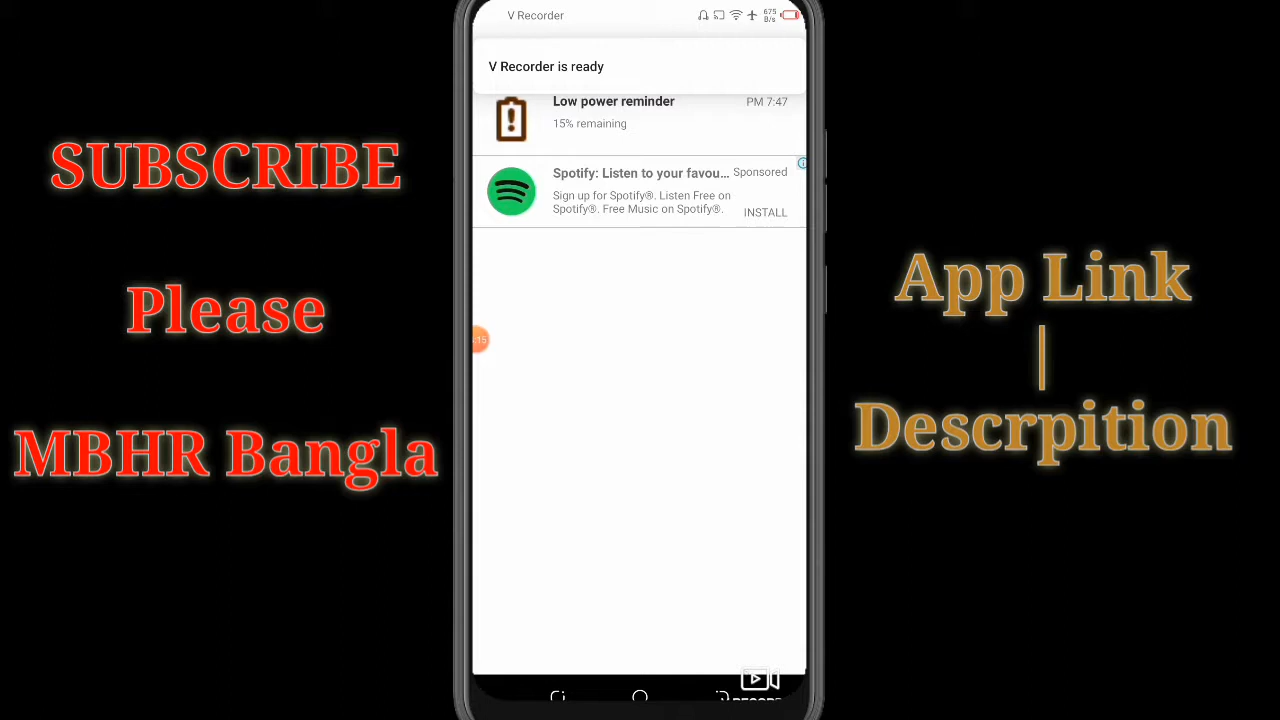 V Recorder
675
B/s
V Recorder is ready
Low power reminder
PM 7:47
15% remaining
Spotify: Listen to your favou...
Sponsored
Sign up for Spotify®. Listen Free on
Spotify®. Free Music on Spotify®.
INSTALL
:15
SUBSCRIBE
Please
MBHR Bangla
App Link
|
Descrpition